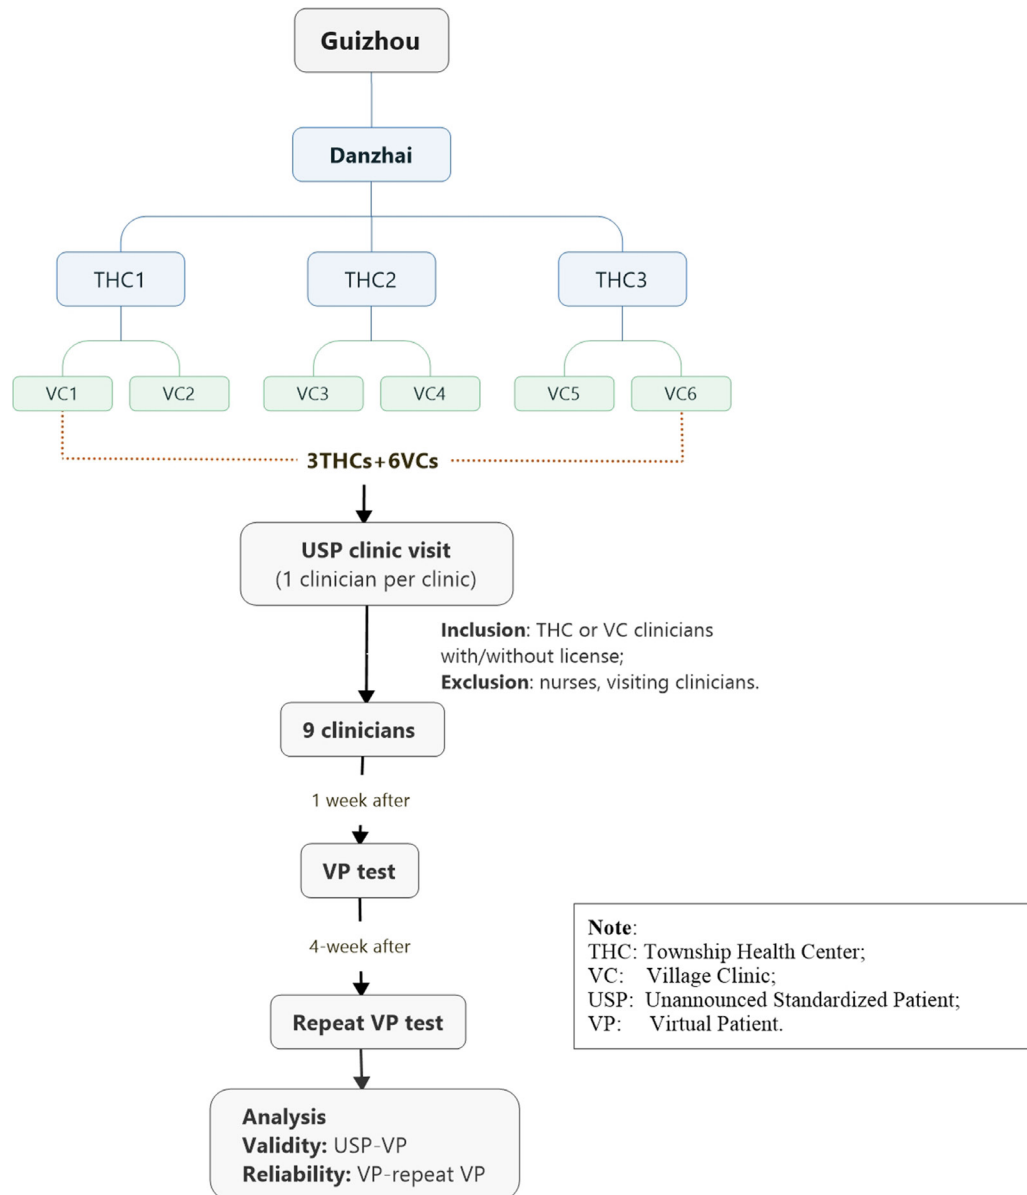 Guizhou
Danzhai
THC1
THC2
THC3
VC1
VC2
VC3
VC4
VC5
VC6
3THCs+6VCs
USP clinic visit
(1 clinician per clinic)
Inclusion: THC or VC clinicians
with/without license;
Exclusion: nurses, visiting clinicians.
9 clinicians
1 week after
VP test
4-week after
Repeat VP test
Analysis
Validity: USP-VP
Reliability: VP-repeat VP
Note:
THC: Township Health Center;
VC: Village Clinic;
USP: Unannounced Standardized Patient;
VP: Virtual Patient.